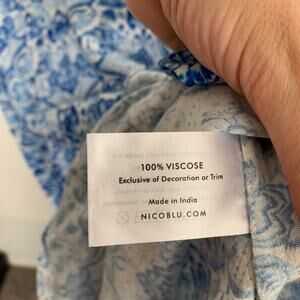 100% VISCOSE
Exclusive of Decoration or Trim
Made in India
NICOBLU.COM